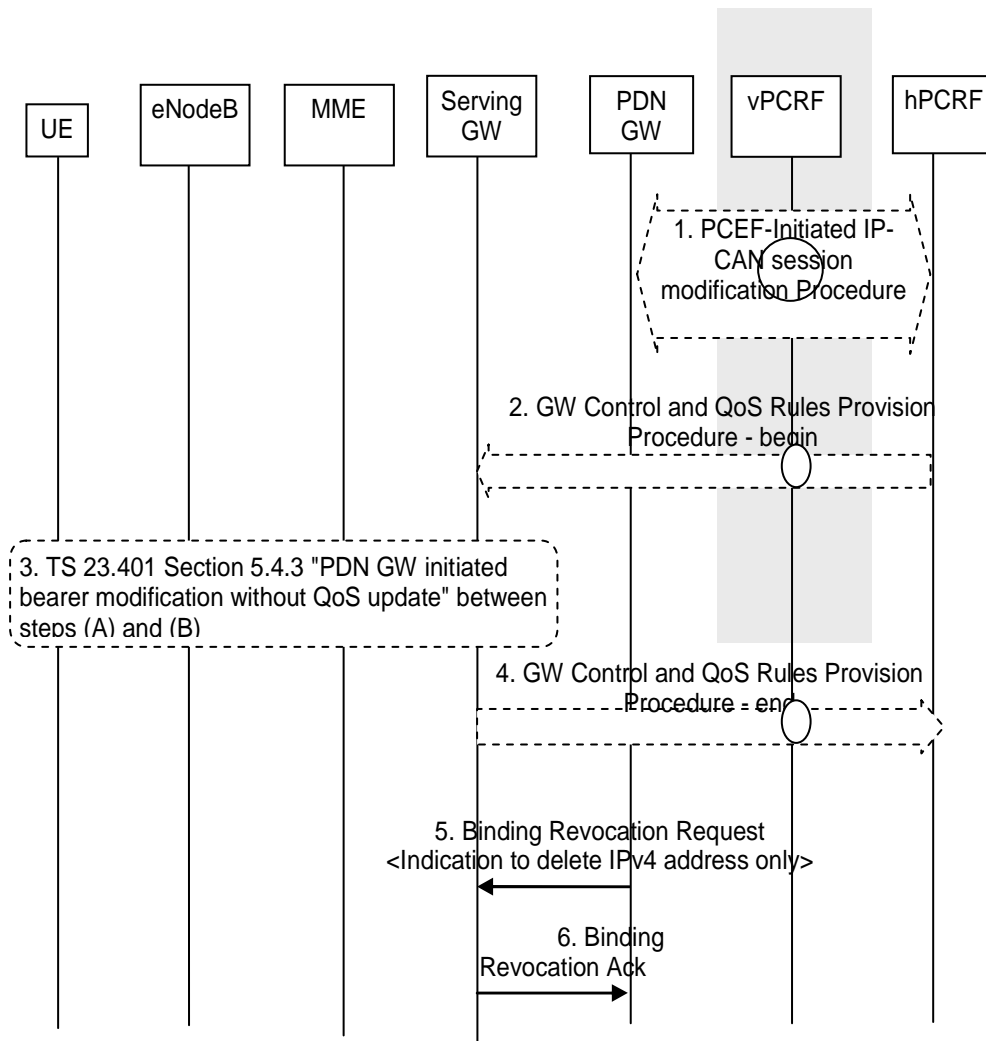 UE
eNodeB
MME
Serving
GW
PDN
GW
vPCRF
hPCRF
1. PCEF-Initiated IP-
CAN session
modification Procedure
2. GW Control and QoS Rules Provision
Procedure - begin
3. TS 23.401 Section 5.4.3 "PDN GW initiated
bearer modification without QoS update" between
steps (A) and (B)
4. GW Control and QoS Rules Provision
Procedure - end
5. Binding Revocation Request
<Indication to delete IPv4 address only>
6. Binding
Revocation Ack